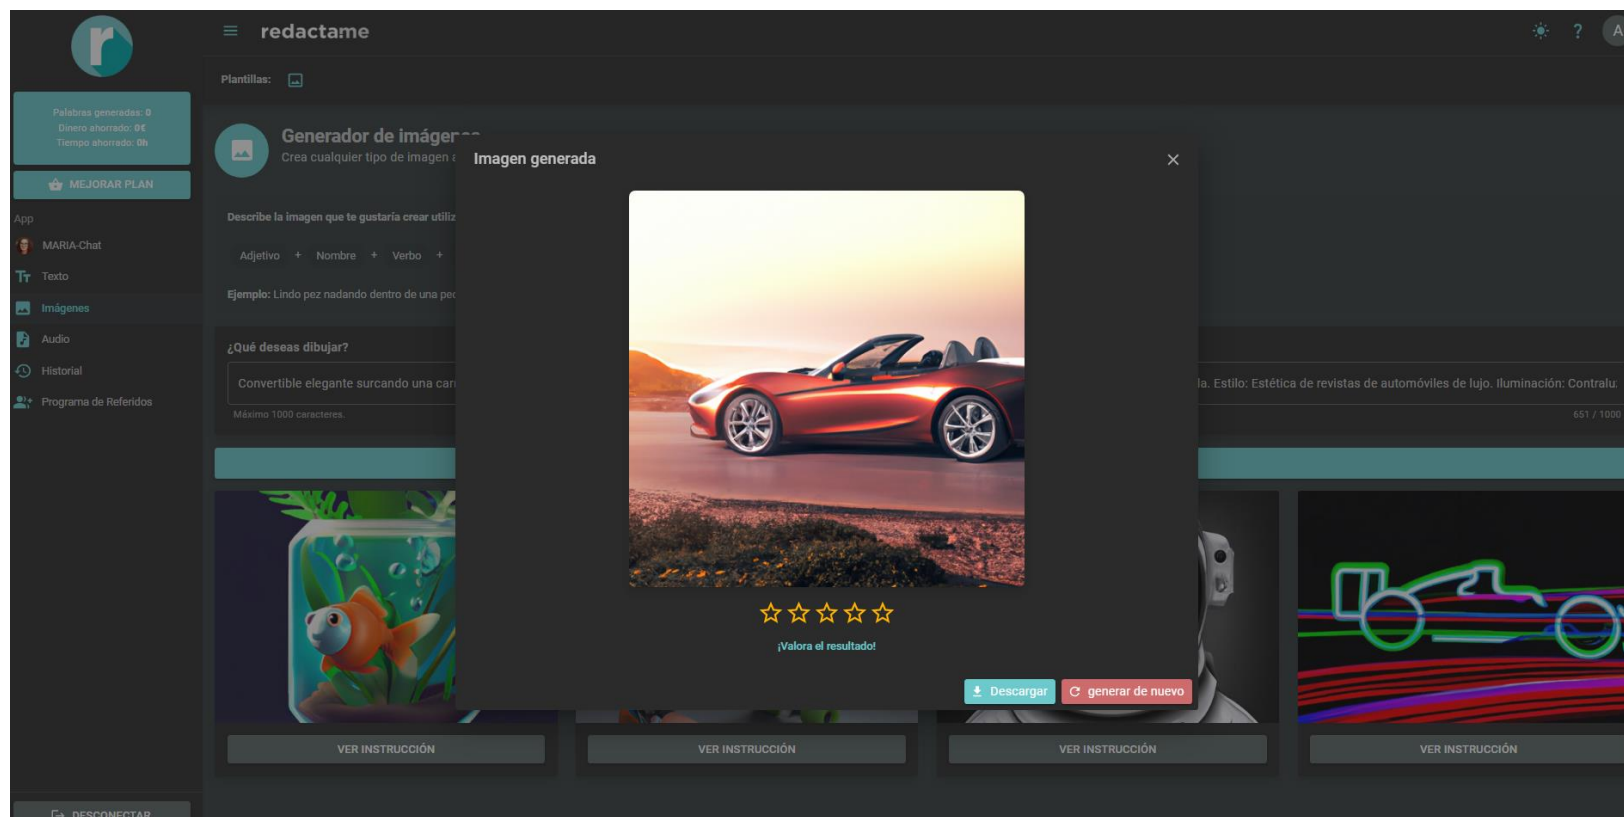 redactame
?
A
Plantillas:
Palabras generadas: 0
Dinero ahorrado: 0€
Tiempo ahorrado: 0h
MEJORAR PLAN
App
MARIA-Chat
Texto
Imágenes
Audio
Historial
Programa de Referidos
DESCONECTAR
Generador de imágenes
Crea cualquier tipo de imagen a
Describe la imagen que te gustaría crear utiliz
Adjetivo + Nombre + Verbo +
Ejemplo: Lindo pez nadando dentro de una pec
¿Qué deseas dibujar?
Convertible elegante surcando una car la. Estilo: Estética de revistas de automóviles de lujo. Iluminación: Contralu:
Máximo 1000 caracteres. 651 / 1000
Imagen generada
¡Valora el resultado!
Descargar generar de nuevo
VER INSTRUCCIÓN VER INSTRUCCIÓN VER INSTRUCCIÓN VER INSTRUCCIÓN